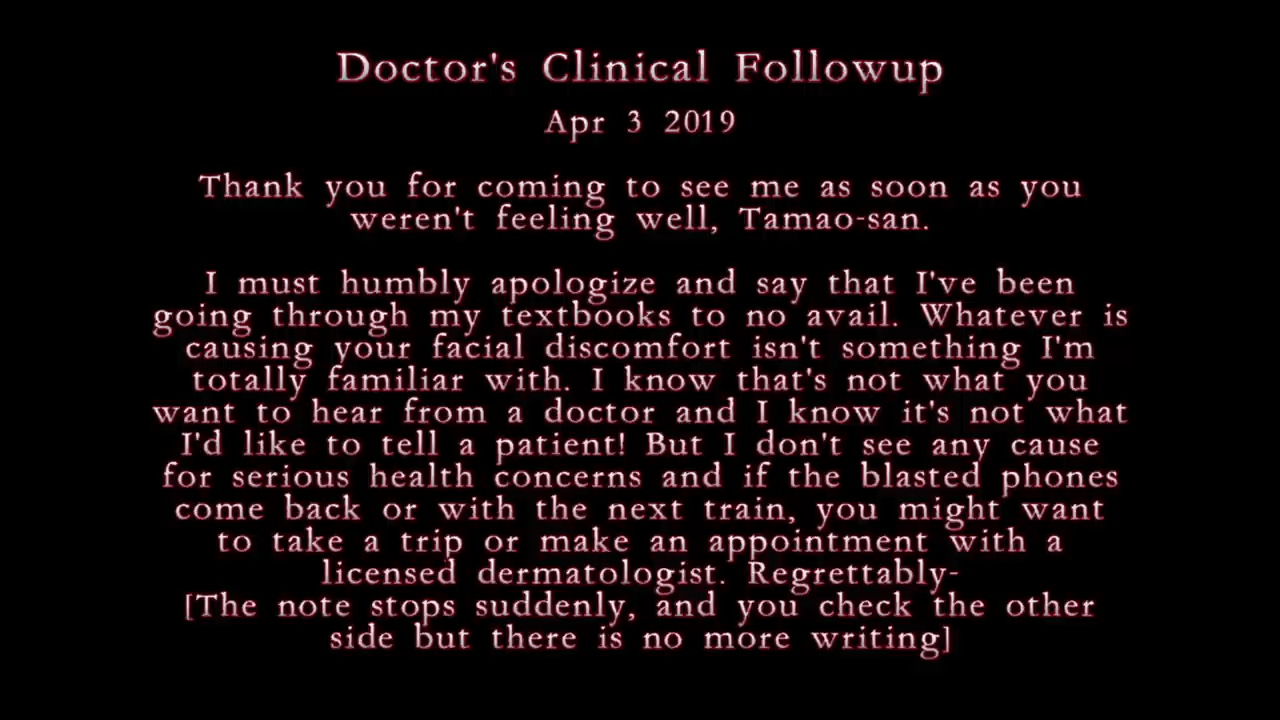 Doctor's Clinical Followup
Apr 3 2019
Thank you for coming to see me as soon as you
weren't feeling well, Tamao-san.
I must humbly apologize and say that I've been
going through my textbooks to no avail. Whatever is
causing your facial discomfort isn't something I'm
totally familiar with. I know that's not what you
want to hear from a doctor and I know it's not what
I'd like to tell a patient! But I don't see any cause
for serious health concerns and if the blasted phones
come back or with the next train, you might want
to take a trip or make an appointment with a
licensed dermatologist. Regrettably-
[The note stops suddenly, and you check the other
side but there is no more writing]